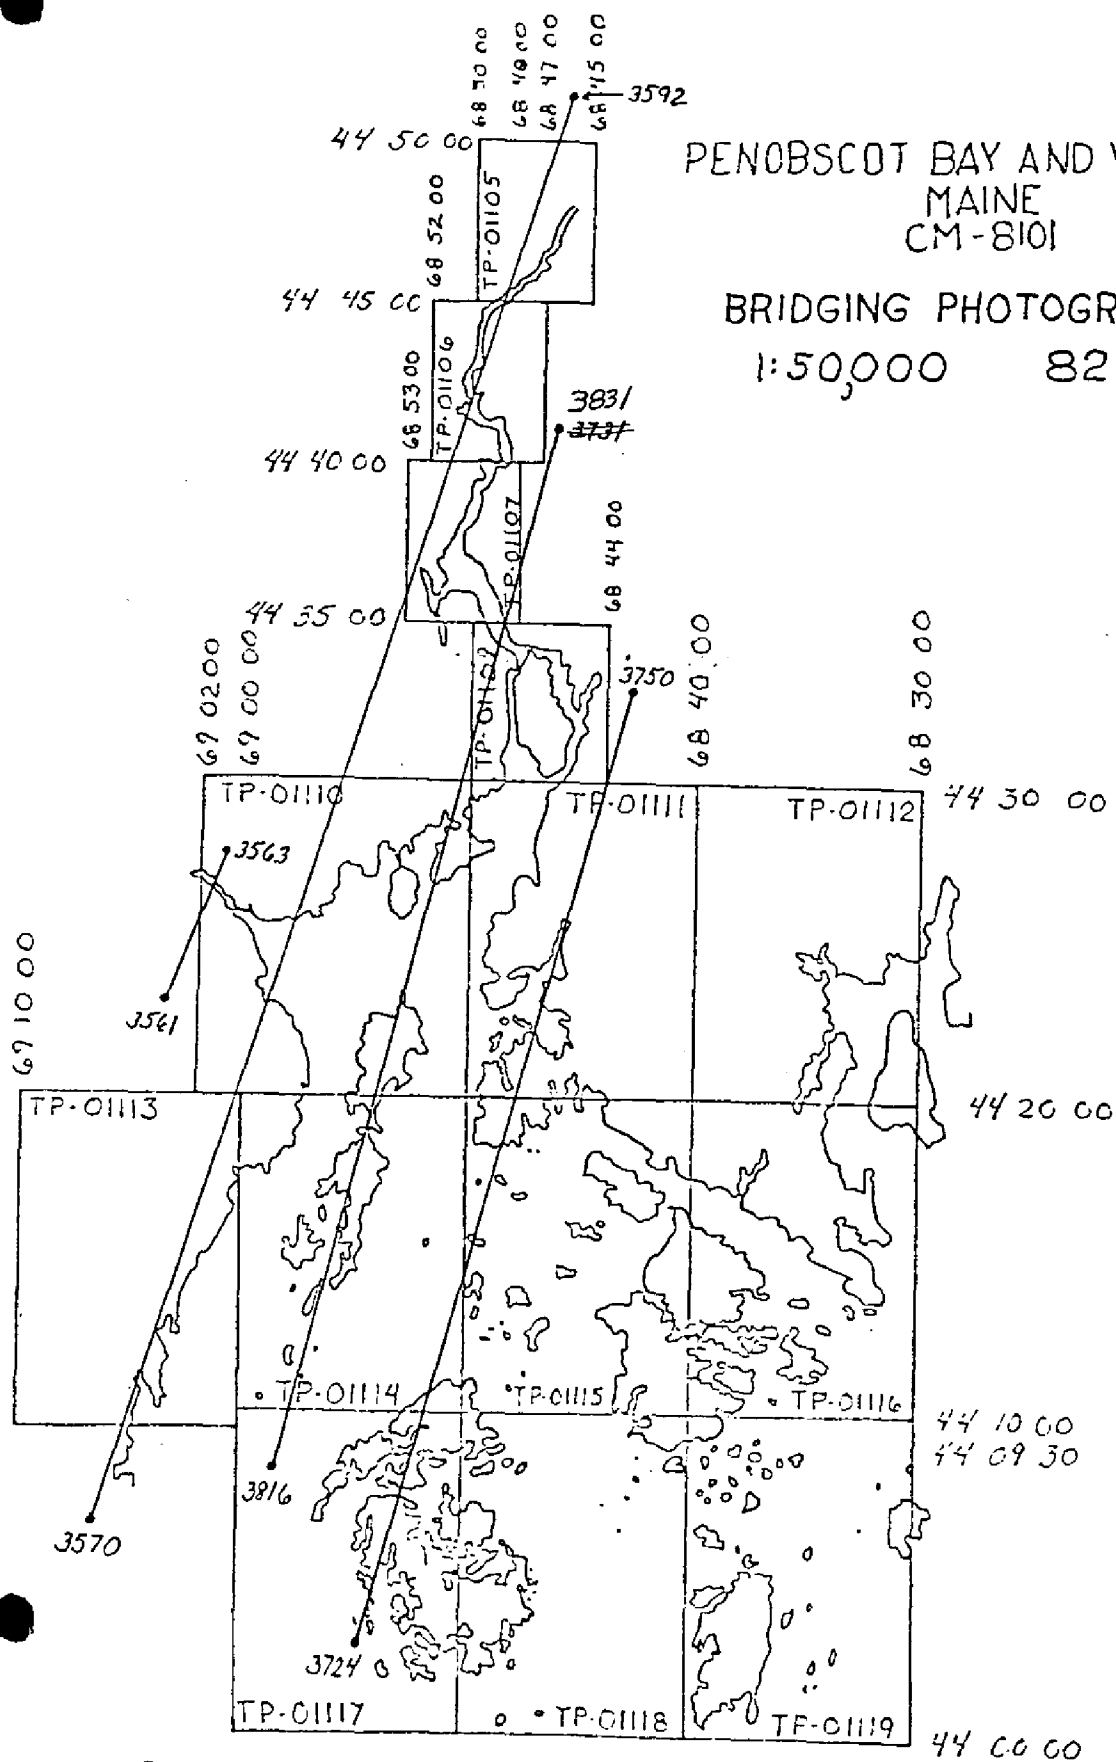 68 50 00
68 48 00
68 47 00
68 45 00
3592
44 50 00
PENOBSCOT BAY AND
MAINE
CM-8101
TP-01105
68 52 00
44 45 00
BRIDGING PHOTOGR
1:50,000 82
TP-01106
68 53 00
3831
3731
44 40 00
TP-01107
68 44 00
44 35 00
69 02 00
69 00 00
3750
68 40 00
68 30 00
TP-01110
TP-01111
TP-01112
44 30 00
3563
69 10 00
3561
TP-01113
44 20 00
TP-01114
TP-01115
TP-01116
44 10 00
44 09 30
3816
3570
3724
TP-01117
TP-01118
TP-01119
44 00 00